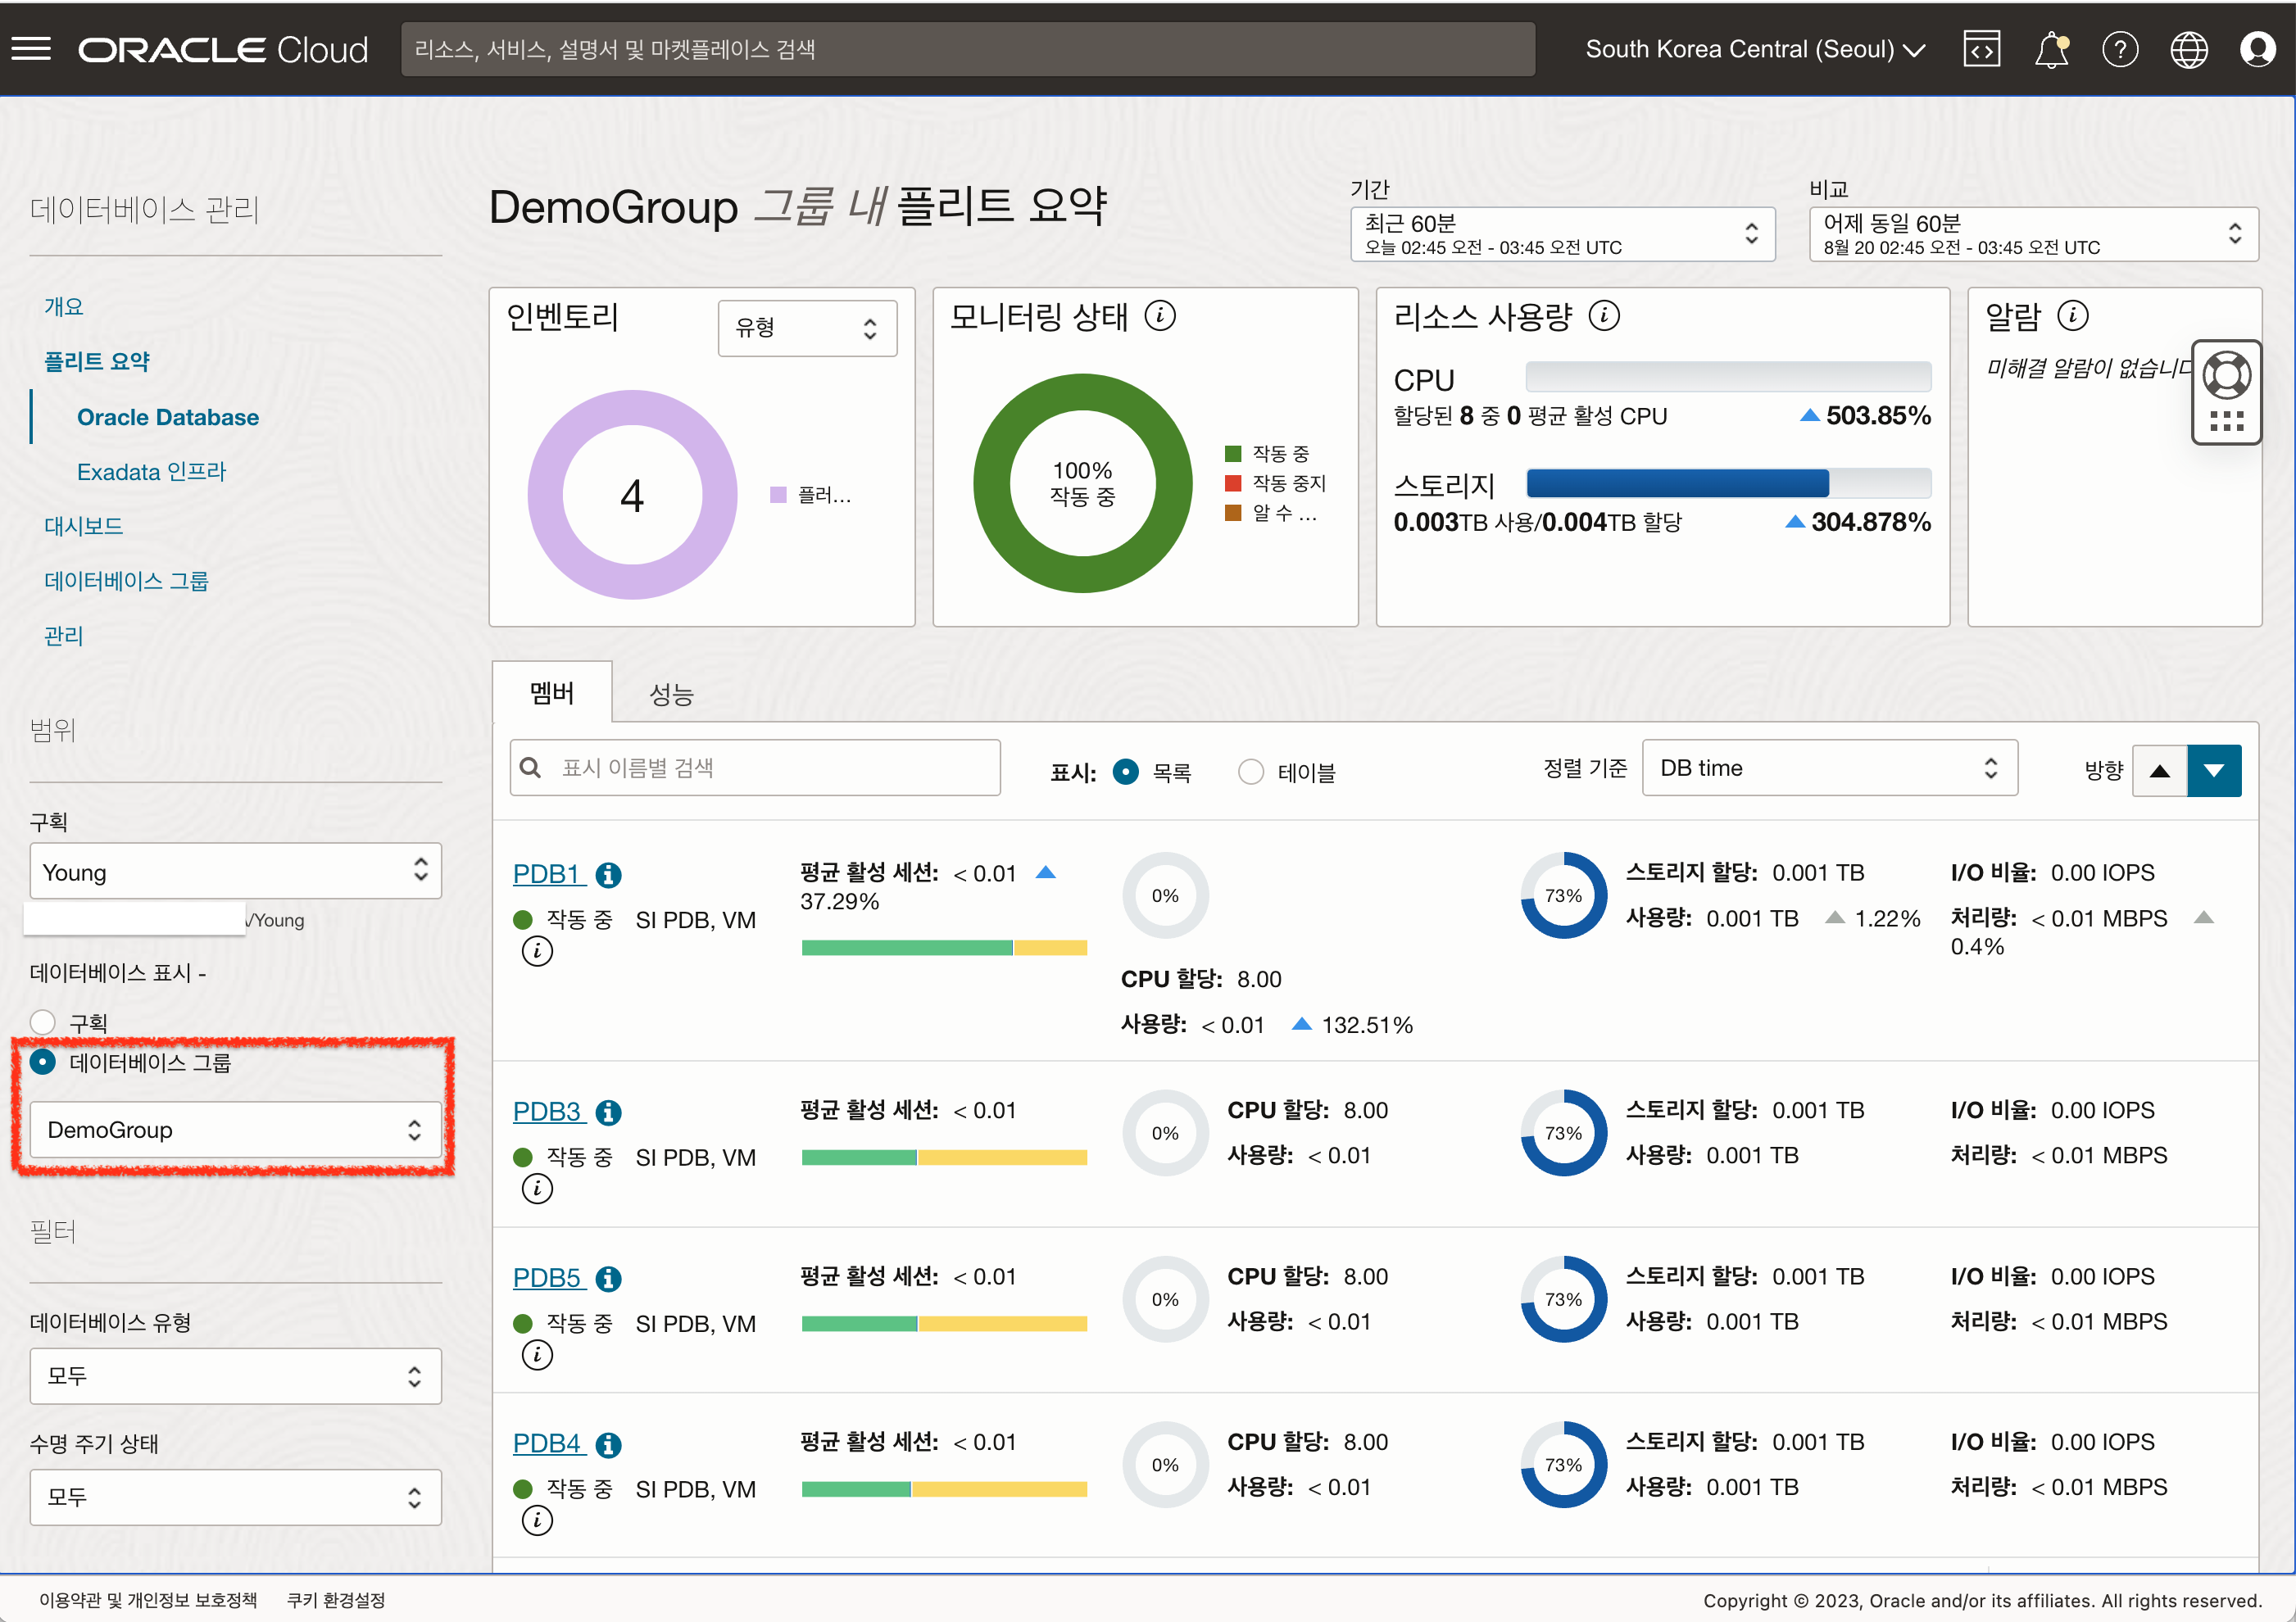 ORACLE Cloud
리소스, 서비스, 설명서 및 마켓플레이스 검색
South Korea Central (Seoul)
데이터베이스 관리
개요
플리트 요약
Oracle Database
Exadata 인프라
대시보드
데이터베이스 그룹
관리
범위
구획
Young
/Young
데이터베이스 표시 -
구획
데이터베이스 그룹
DemoGroup
필터
데이터베이스 유형
모두
수명 주기 상태
모두
DemoGroup 그룹 내 플리트 요약
기간
최근 60분
오늘 02:45 오전 - 03:45 오전 UTC
비교
어제 동일 60분
8월 20 02:45 오전 - 03:45 오전 UTC
인벤토리
유형
4
플러...
모니터링 상태
100%
작동 중
작동 중
작동 중지
알 수 ...
리소스 사용량
CPU
할당된 8 중 0 평균 활성 CPU
503.85%
스토리지
0.003TB 사용/0.004TB 할당
304.878%
알람
미해결 알람이 없습니다
멤버
성능
표시 이름별 검색
표시: 목록 테이블
정렬 기준 DB time
방향
PDB1
작동 중 SI PDB, VM
평균 활성 세션: < 0.01
37.29%
0%
CPU 할당: 8.00
사용량: < 0.01 132.51%
73%
스토리지 할당: 0.001 TB
사용량: 0.001 TB 1.22%
I/O 비율: 0.00 IOPS
처리량: < 0.01 MBPS
0.4%
PDB3
작동 중 SI PDB, VM
평균 활성 세션: < 0.01
0%
CPU 할당: 8.00
사용량: < 0.01
73%
스토리지 할당: 0.001 TB
사용량: 0.001 TB
I/O 비율: 0.00 IOPS
처리량: < 0.01 MBPS
PDB5
작동 중 SI PDB, VM
평균 활성 세션: < 0.01
0%
CPU 할당: 8.00
사용량: < 0.01
73%
스토리지 할당: 0.001 TB
사용량: 0.001 TB
I/O 비율: 0.00 IOPS
처리량: < 0.01 MBPS
PDB4
작동 중 SI PDB, VM
평균 활성 세션: < 0.01
0%
CPU 할당: 8.00
사용량: < 0.01
73%
스토리지 할당: 0.001 TB
사용량: 0.001 TB
I/O 비율: 0.00 IOPS
처리량: < 0.01 MBPS
이용약관 및 개인정보 보호정책 쿠키 환경설정
Copyright © 2023, Oracle and/or its affiliates. All rights reserved.